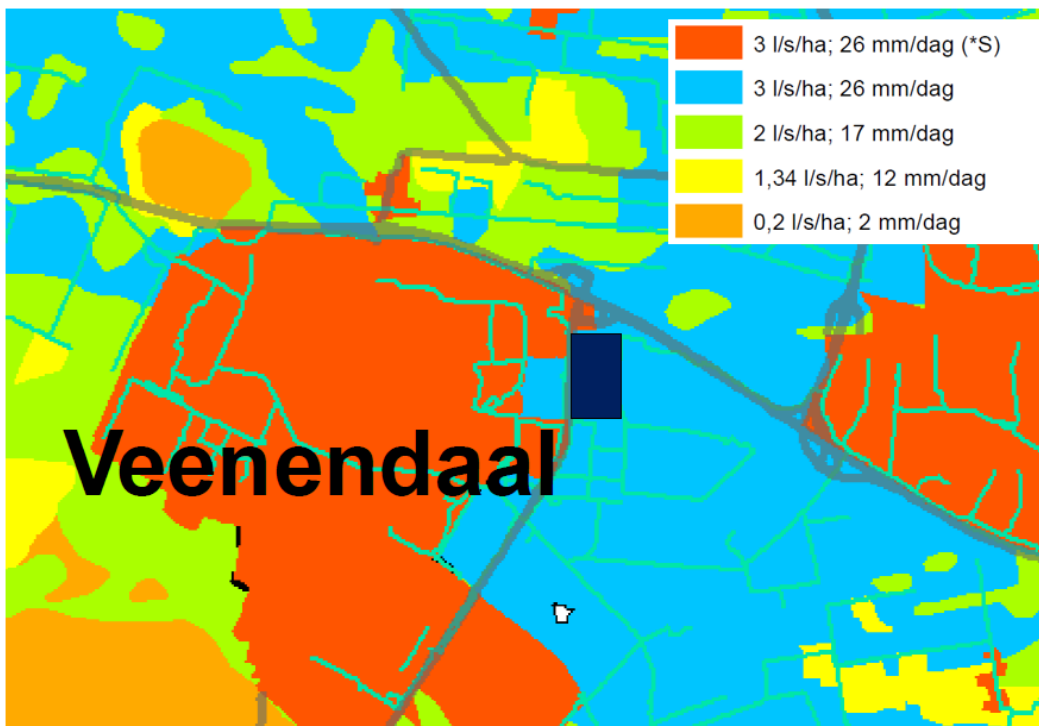 3 l/s/ha; 26 mm/dag (*S)
3 l/s/ha; 26 mm/dag
2 l/s/ha; 17 mm/dag
1,34 l/s/ha; 12 mm/dag
0,2 l/s/ha; 2 mm/dag
Veenendaal